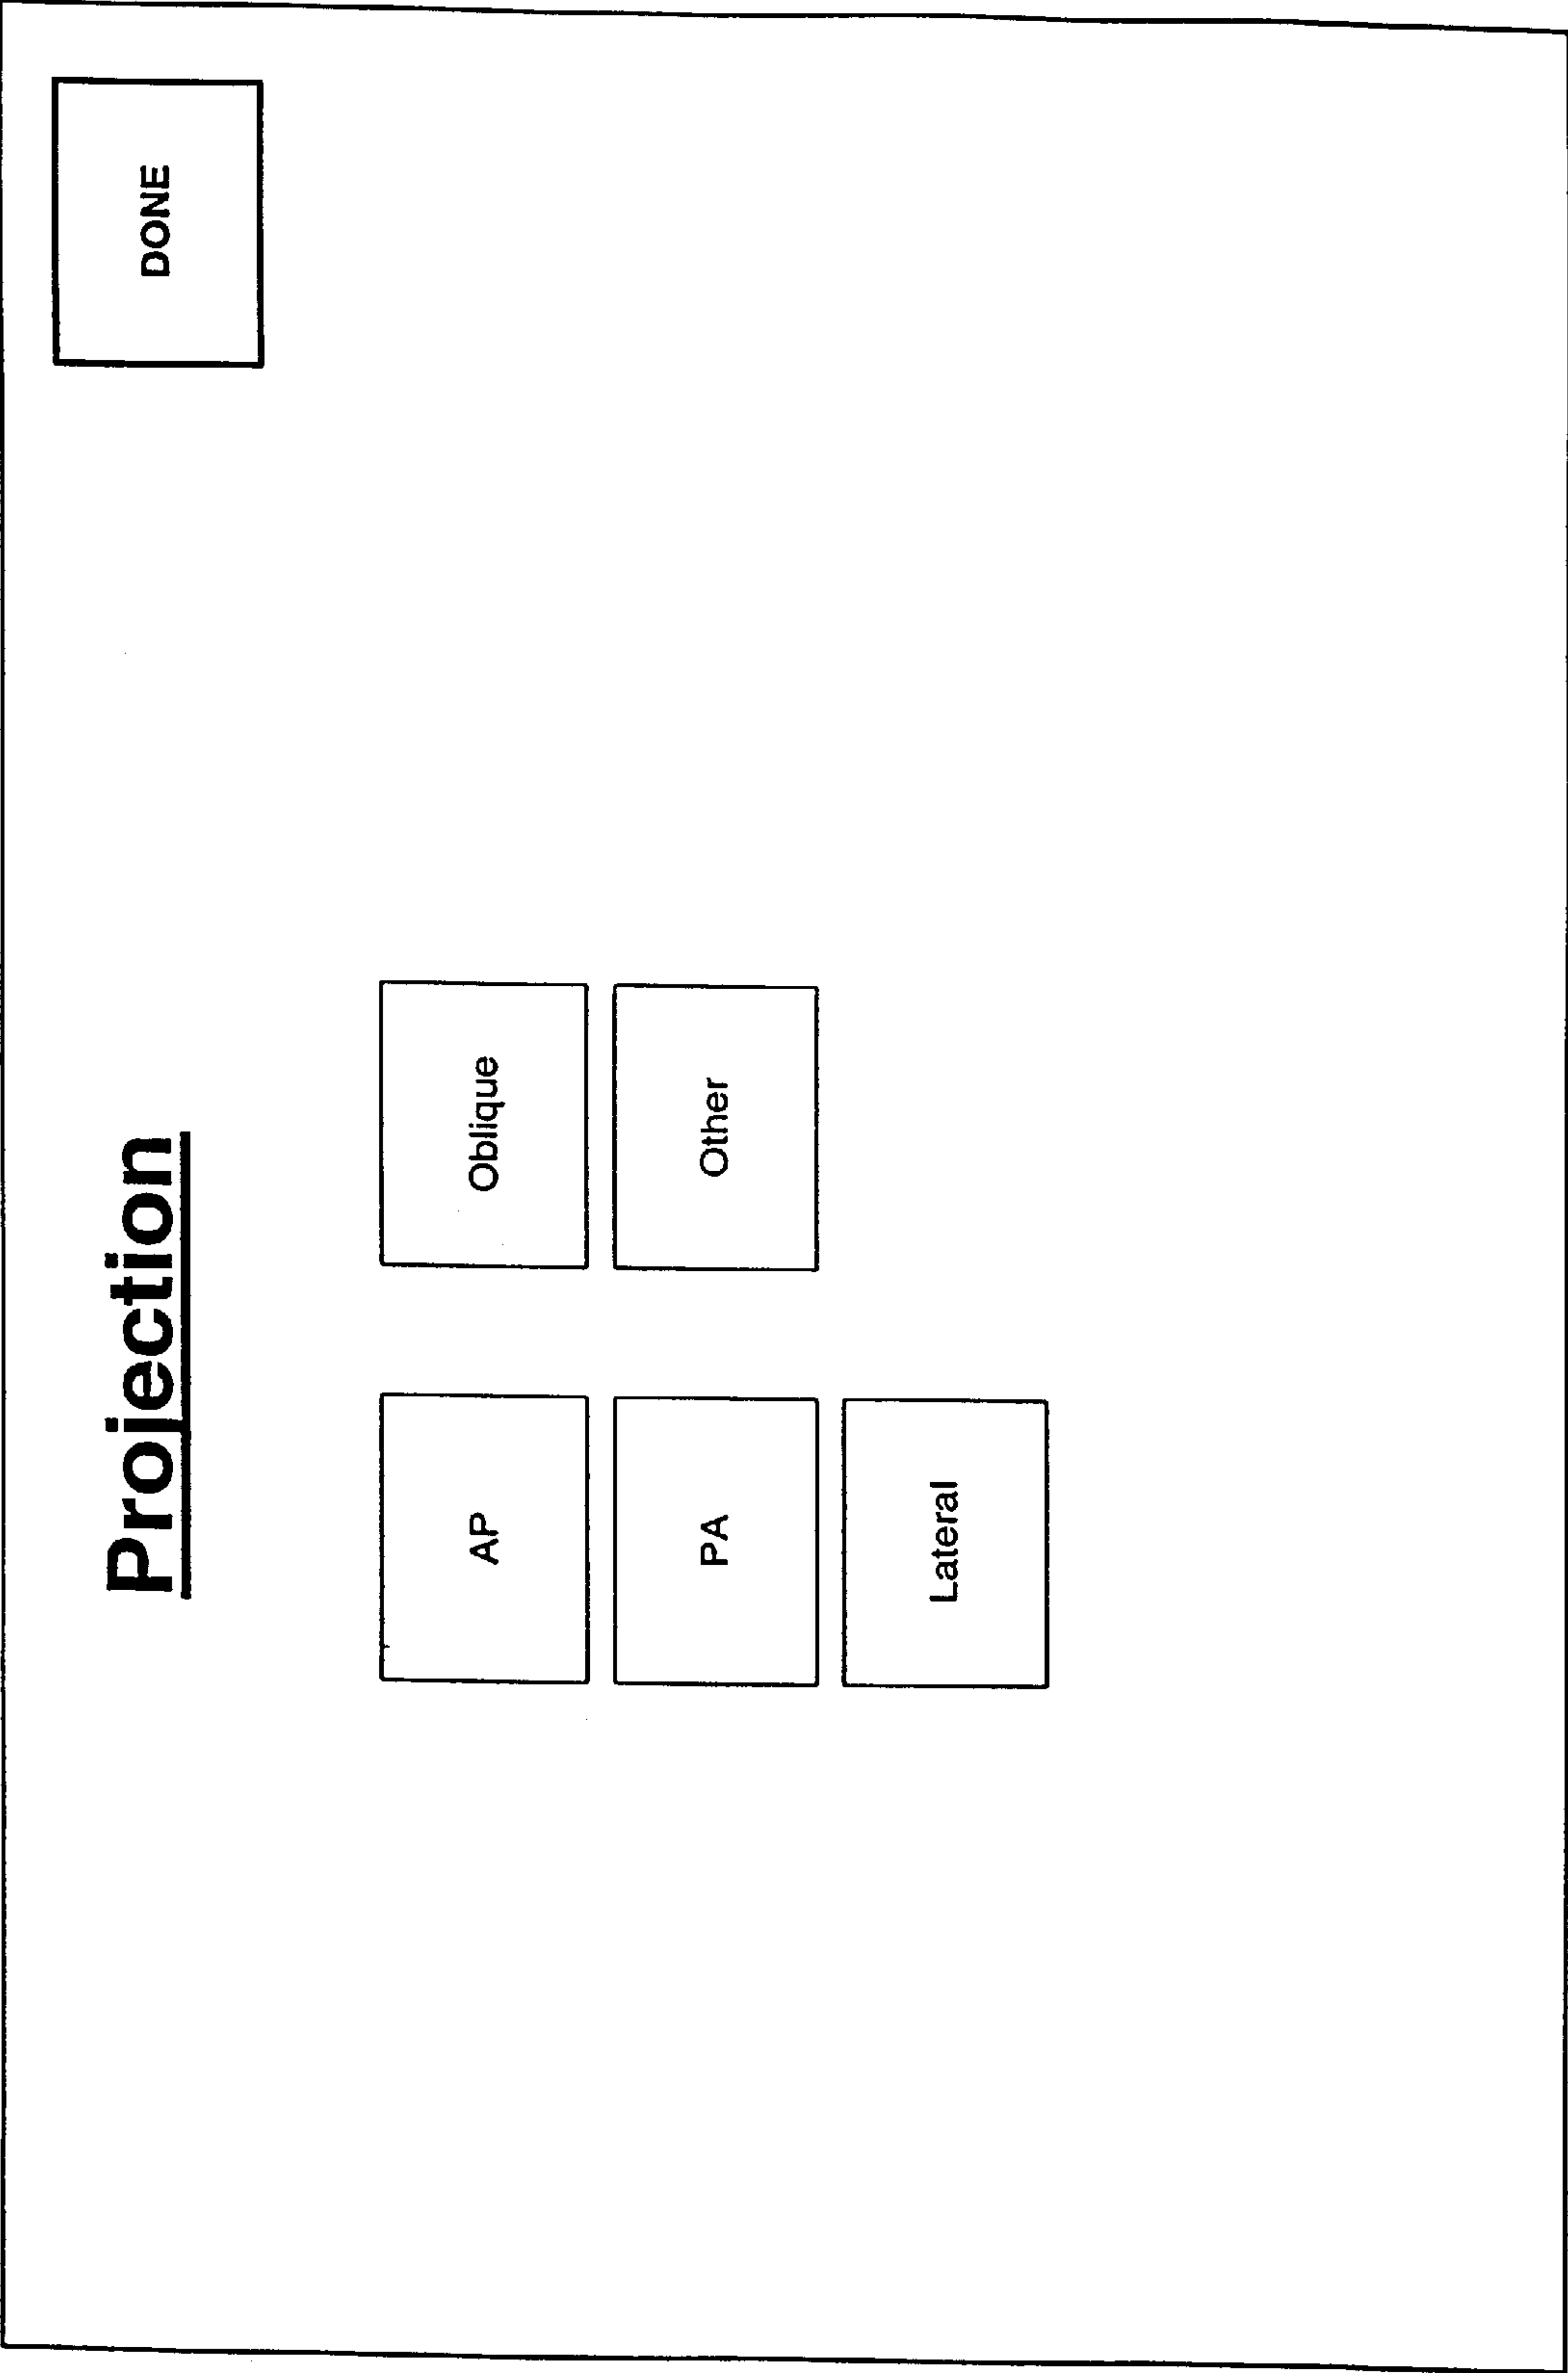 DONE
Projection
AP
Oblique
PA
Other
Lateral